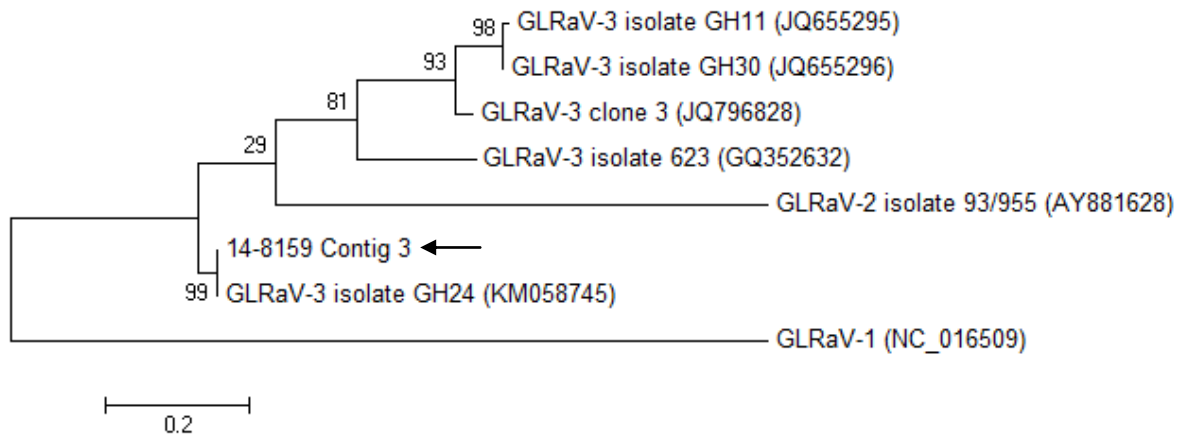 GLRaV-3 isolate GH11 (JQ655295)
98
GLRaV-3 isolate GH30 (JQ655296)
93
GLRaV-3 clone 3 (JQ796828)
81
GLRaV-3 isolate 623 (GQ352632)
29
GLRaV-2 isolate 93/955 (AY881628)
14-8159 Contig 3
99
GLRaV-3 isolate GH24 (KM058745)
GLRaV-1 (NC_016509)
0.2